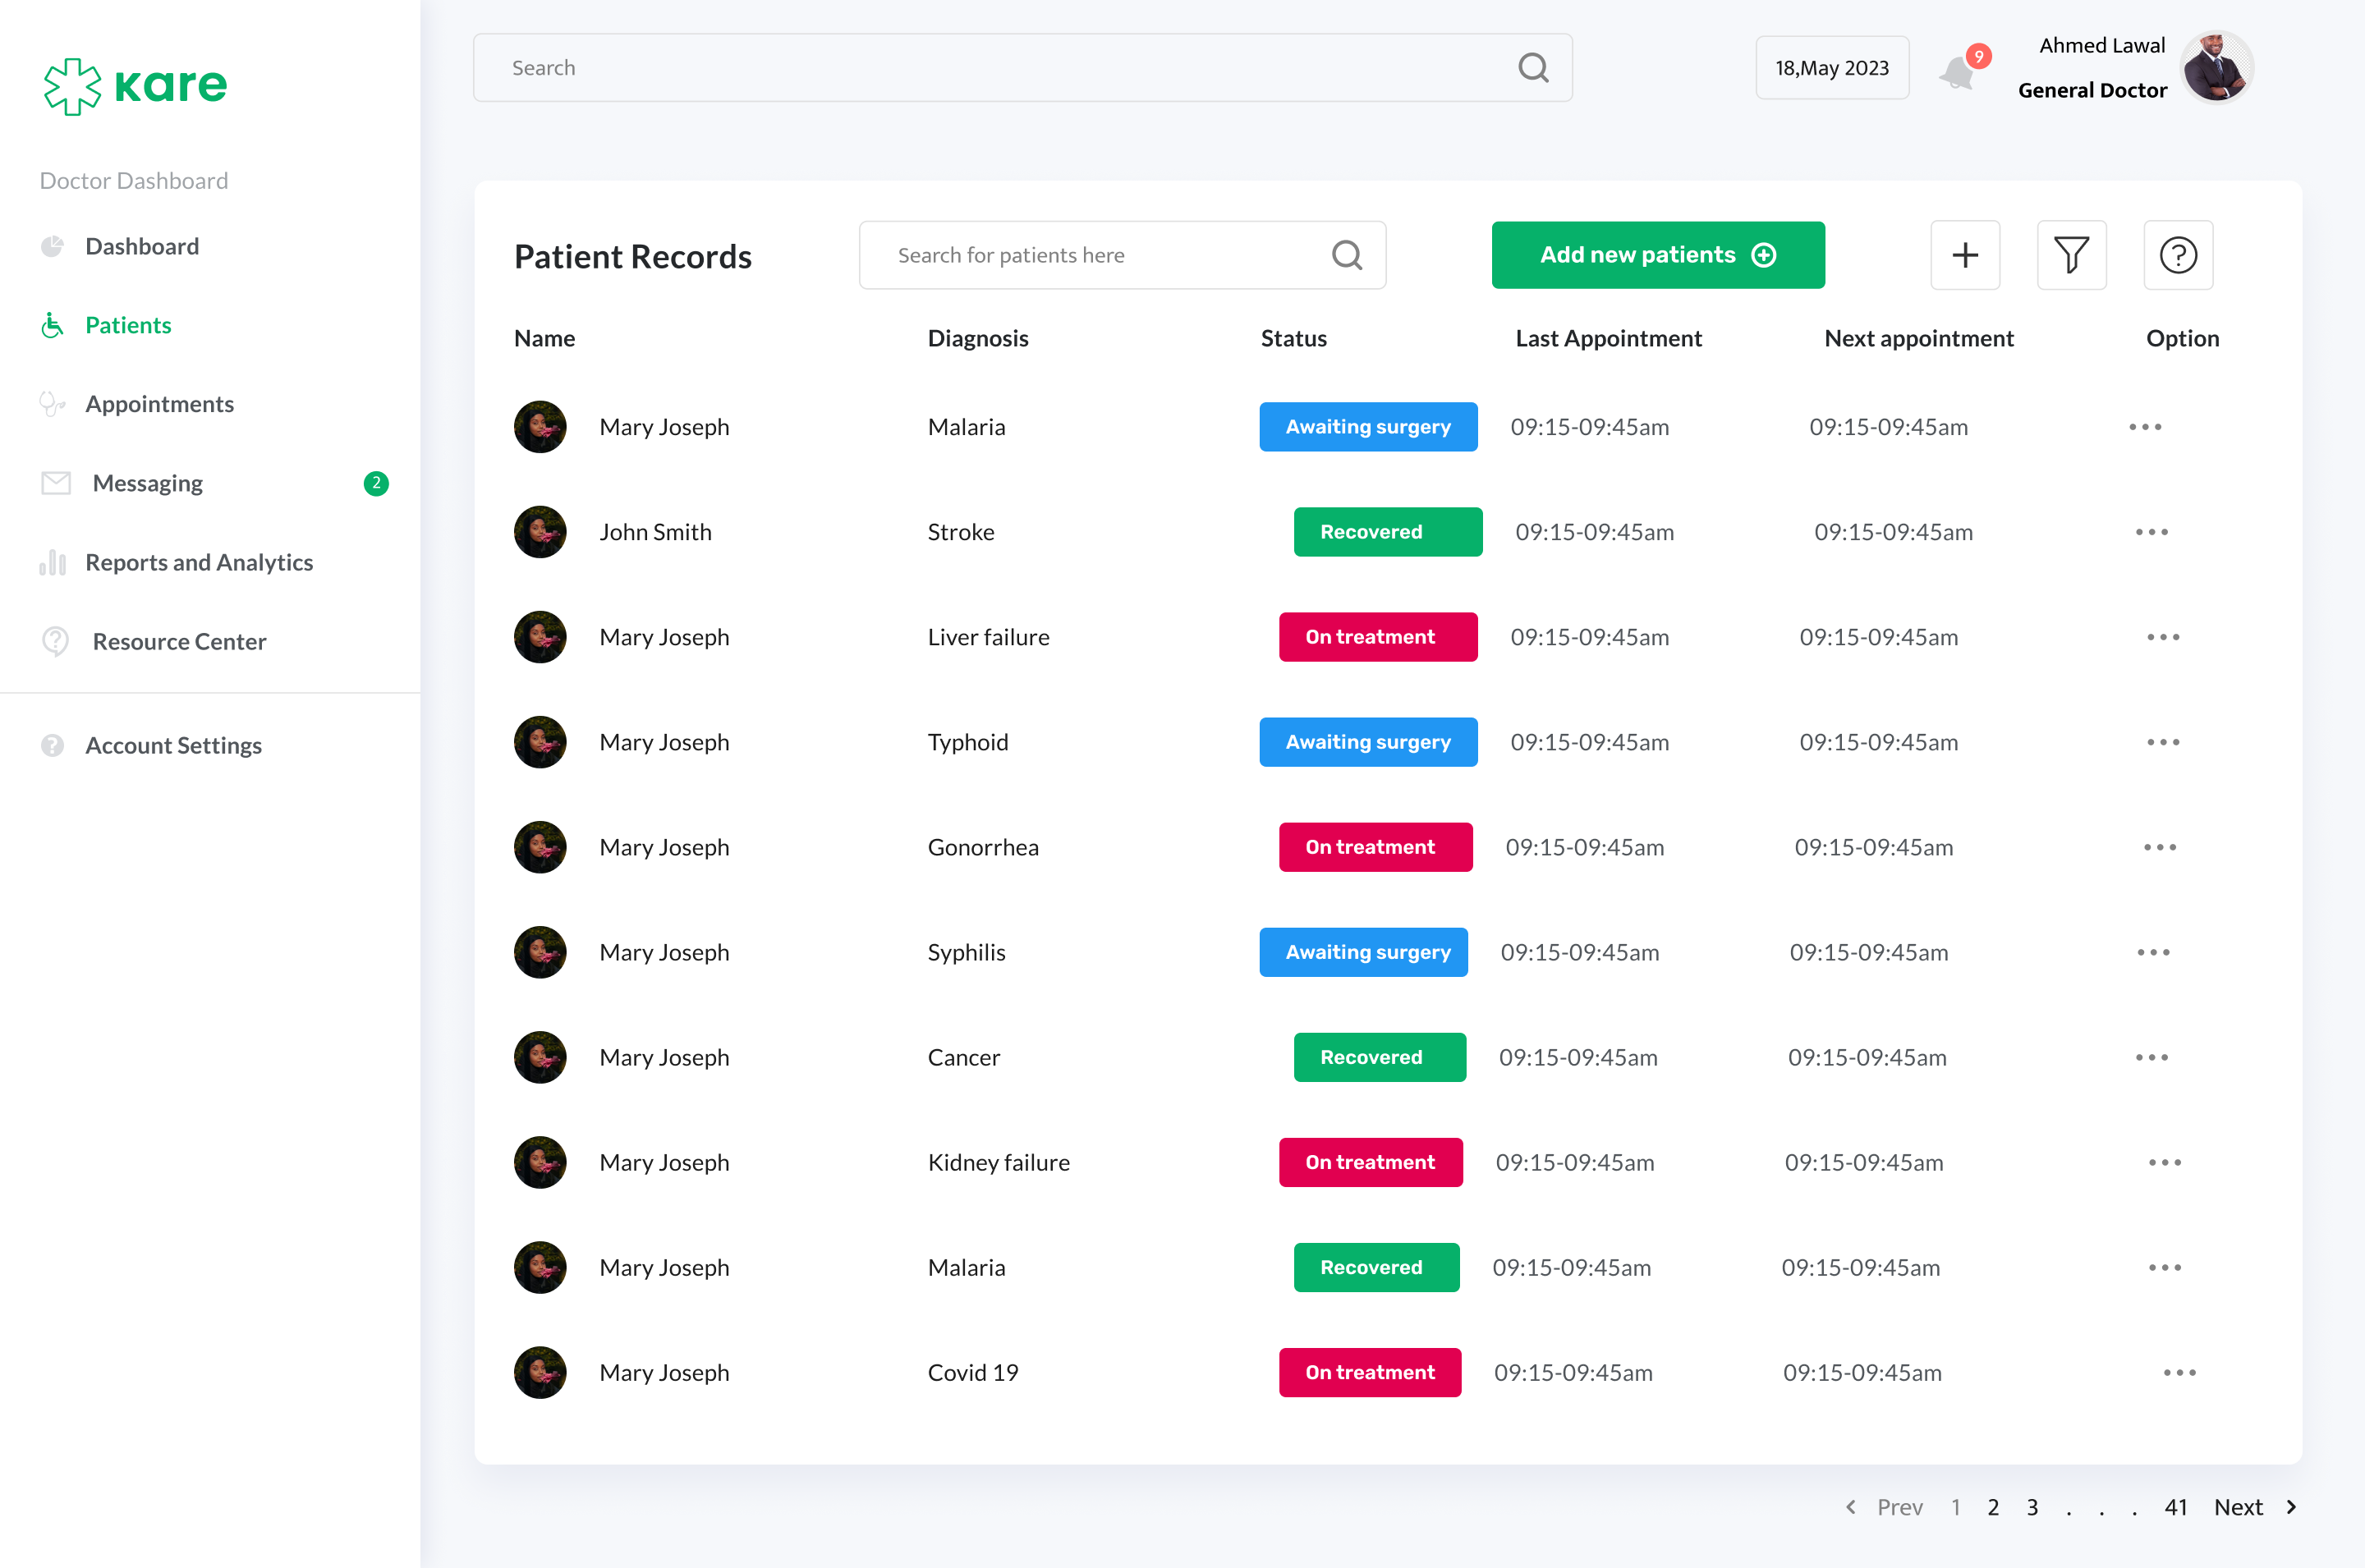 kare
Search
18,May 2023
9
Ahmed Lawal
General Doctor
Doctor Dashboard
Dashboard
Patients
Appointments
Messaging 2
Reports and Analytics
Resource Center
Account Settings
Patient Records
Search for patients here
Add new patients
Name Diagnosis Status Last Appointment Next appointment Option
Mary Joseph Malaria Awaiting surgery 09:15-09:45am 09:15-09:45am
John Smith Stroke Recovered 09:15-09:45am 09:15-09:45am
Mary Joseph Liver failure On treatment 09:15-09:45am 09:15-09:45am
Mary Joseph Typhoid Awaiting surgery 09:15-09:45am 09:15-09:45am
Mary Joseph Gonorrhea On treatment 09:15-09:45am 09:15-09:45am
Mary Joseph Syphilis Awaiting surgery 09:15-09:45am 09:15-09:45am
Mary Joseph Cancer Recovered 09:15-09:45am 09:15-09:45am
Mary Joseph Kidney failure On treatment 09:15-09:45am 09:15-09:45am
Mary Joseph Malaria Recovered 09:15-09:45am 09:15-09:45am
Mary Joseph Covid 19 On treatment 09:15-09:45am 09:15-09:45am
Prev 1 2 3 . . . 41 Next